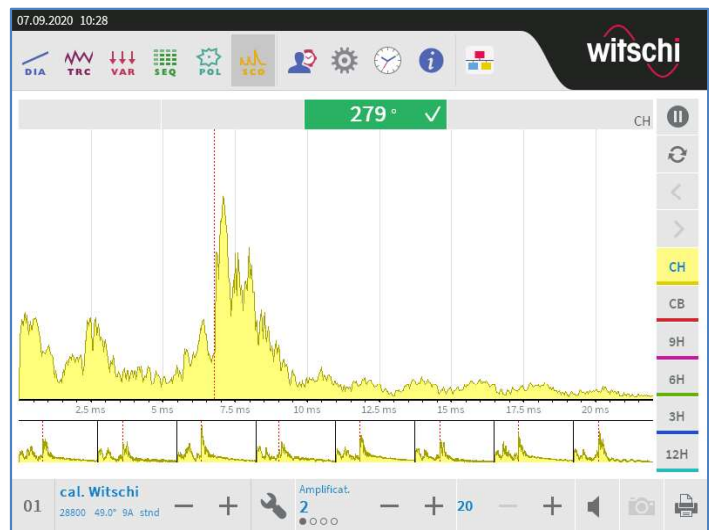 07.09.2020 10:28
witschi
DIA TRC VAR SEQ POL SCO
279 ° ✓
CH
CH
CB
9H
6H
3H
12H
2.5 ms 5 ms 7.5 ms 10 ms 12.5 ms 15 ms 17.5 ms 20 ms
01
cal. Witschi
28800 49.0° 9A stnd
− +
Amplificat.
2
− +
20
− +